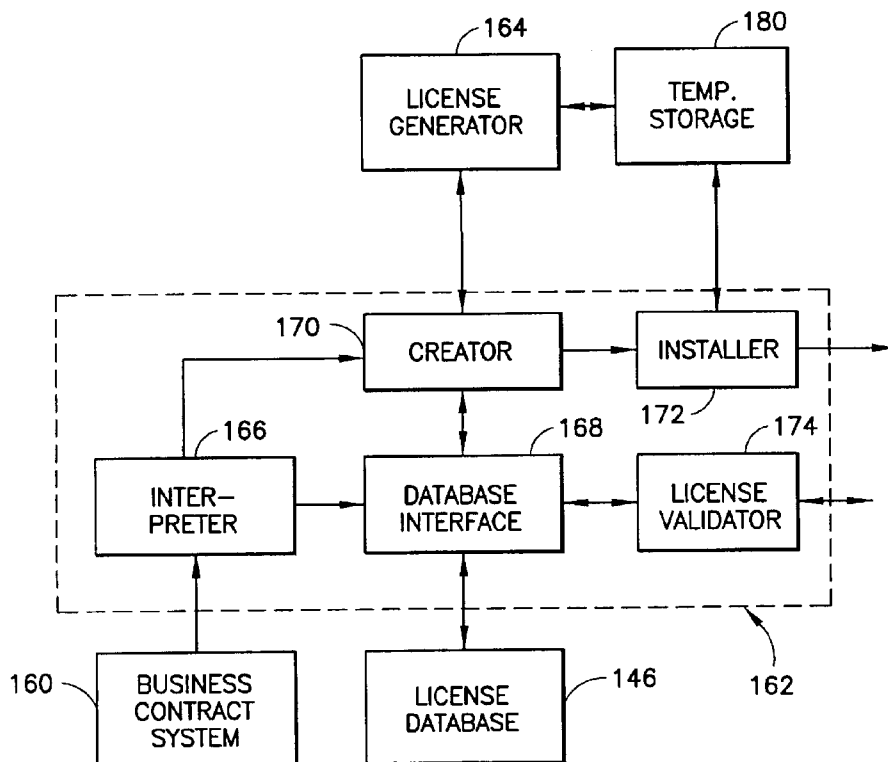 164
180
LICENSE
GENERATOR
TEMP.
STORAGE
170
CREATOR
INSTALLER
172
166
168
174
INTER-
PRETER
DATABASE
INTERFACE
LICENSE
VALIDATOR
160
BUSINESS
CONTRACT
SYSTEM
LICENSE
DATABASE
146
162